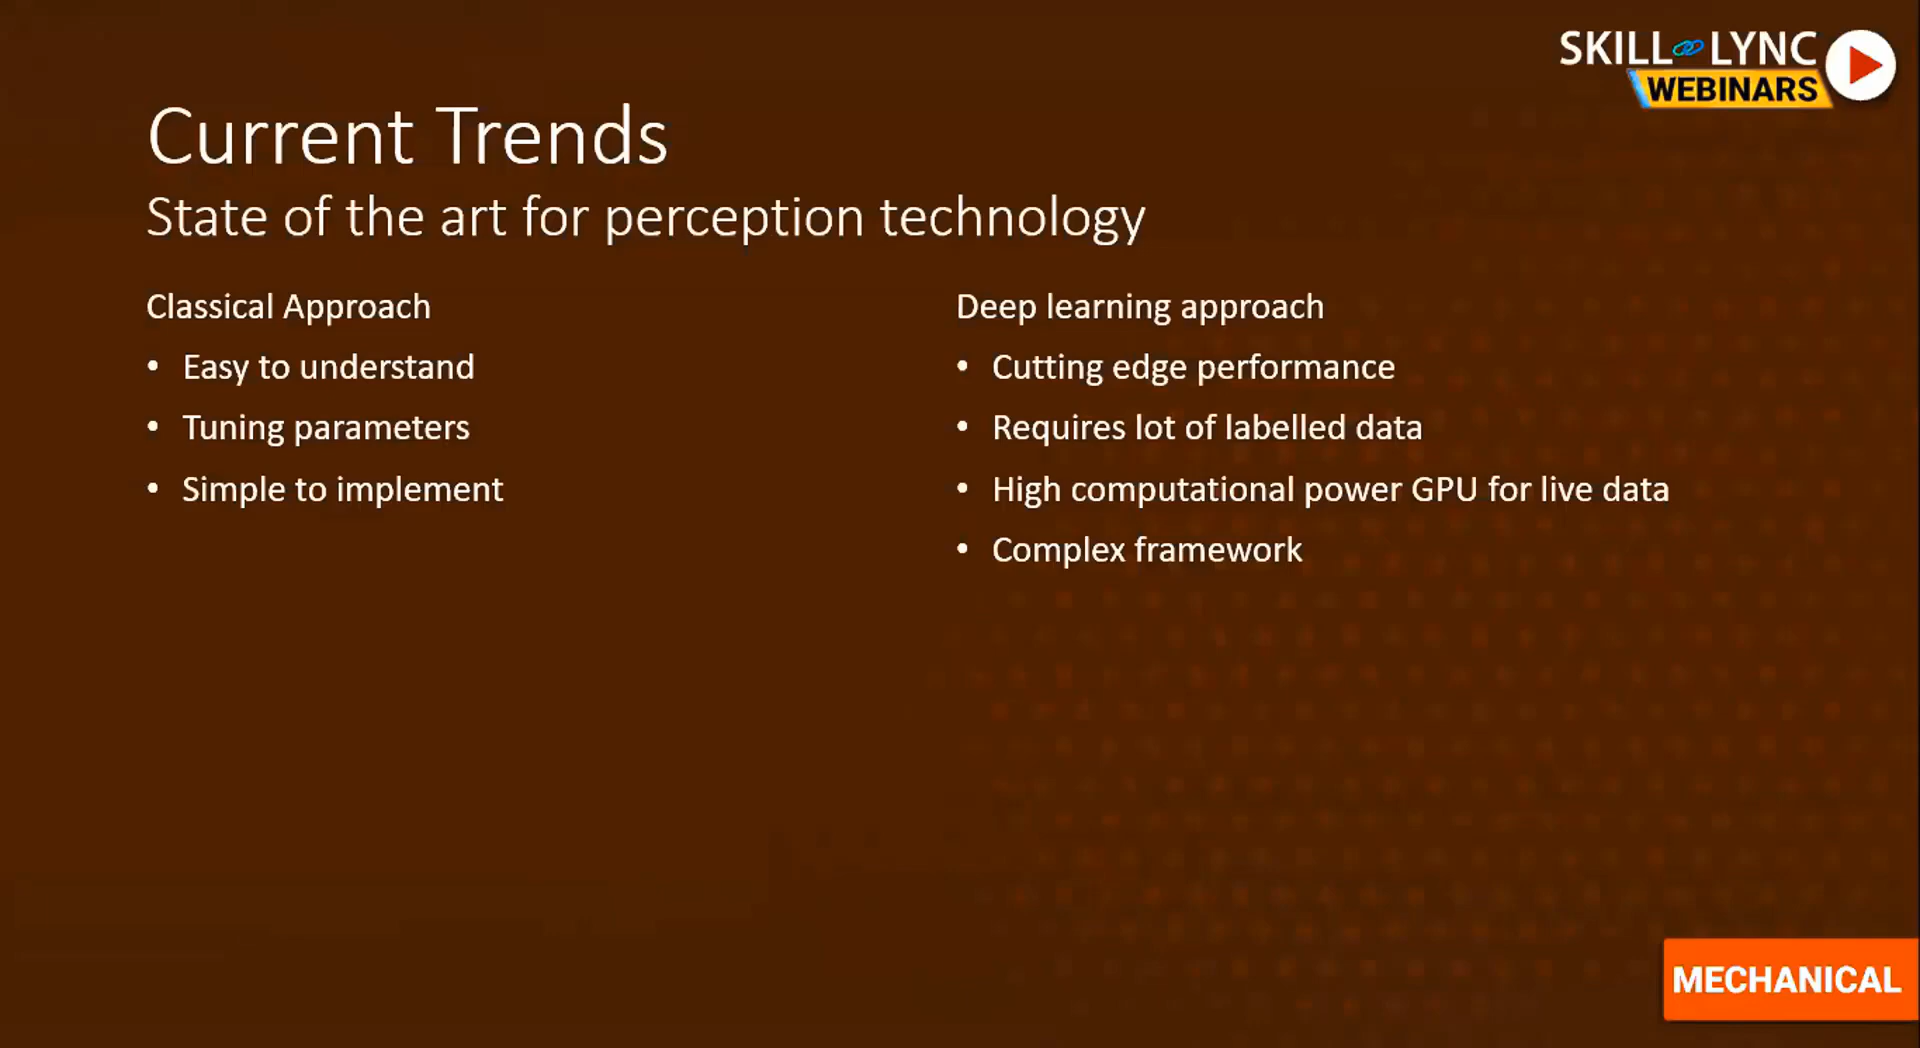 SKILL LYNC
WEBINARS
Current Trends
State of the art for perception technology
Classical Approach
• Easy to understand
• Tuning parameters
• Simple to implement
Deep learning approach
• Cutting edge performance
• Requires lot of labelled data
• High computational power GPU for live data
• Complex framework
MECHANICAL